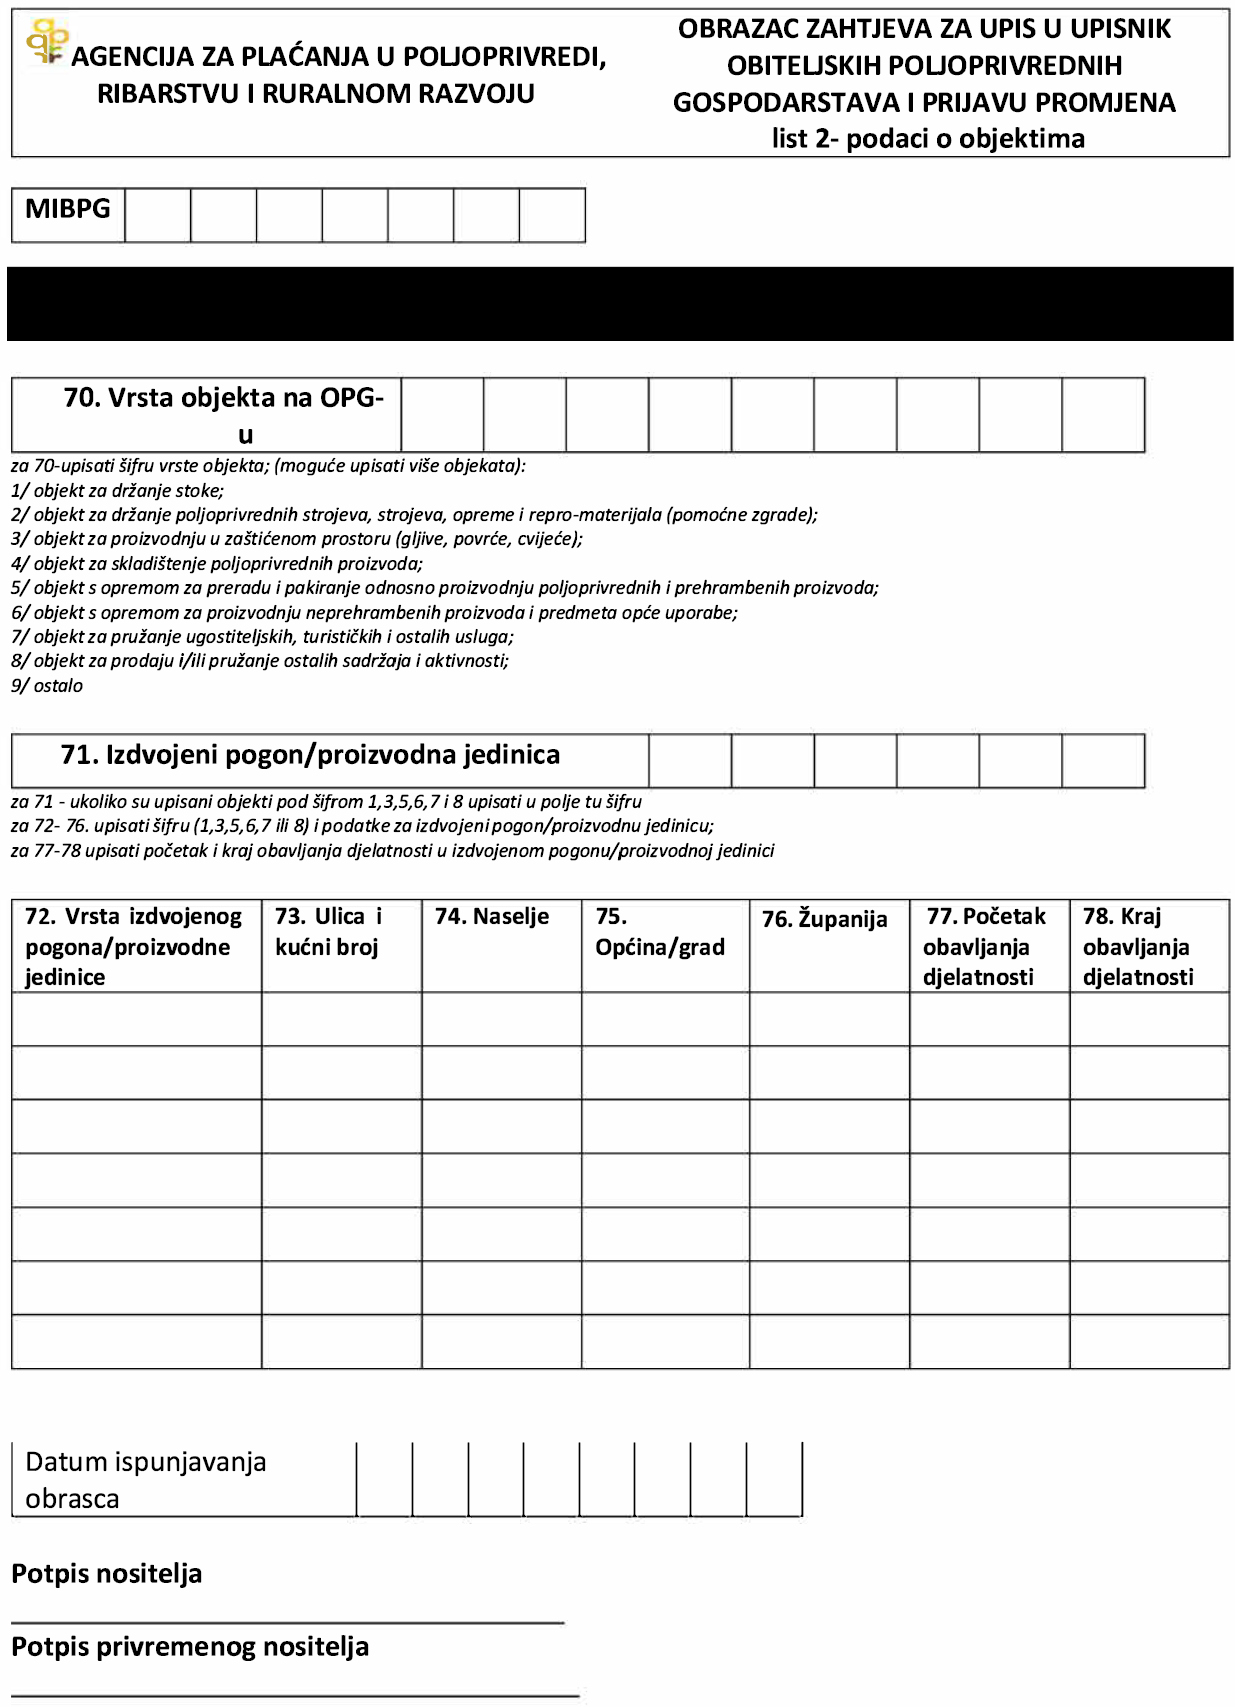 AGENCIJA ZA PLAĆANJA U POLJOPRIVREDI,
RIBARSTVU I RURALNOM RAZVOJU
OBRAZAC ZAHTJEVA ZA UPIS U UPISNIK
OBITELJSKIH POLJOPRIVREDNIH
GOSPODARSTAVA I PRIJAVU PROMJENA
list 2- podaci o objektima
MIBPG
70. Vrsta objekta na OPG-
u
za 70-upisati šifru vrste objekta; (moguće upisati više objekata):
1/ objekt za držanje stoke;
2/ objekt za držanje poljoprivrednih strojeva, strojeva, opreme i repro-materijala (pomoćne zgrade);
3/ objekt za proizvodnju u zaštićenom prostoru (gljive, povrće, cvijeće);
4/ objekt za skladištenje poljoprivrednih proizvoda;
5/ objekt s opremom za preradu i pakiranje odnosno proizvodnju poljoprivrednih i prehrambenih proizvoda;
6/ objekt s opremom za proizvodnju neprehrambenih proizvoda i predmeta opće uporabe;
7/ objekt za pružanje ugostiteljskih, turističkih i ostalih usluga;
8/ objekt za prodaju i/ili pružanje ostalih sadržaja i aktivnosti;
9/ ostalo
71. Izdvojeni pogon/proizvodna jedinica
za 71 - ukoliko su upisani objekti pod šifrom 1,3,5,6,7 i 8 upisati u polje tu šifru
za 72- 76. upisati šifru (1,3,5,6,7 ili 8) i podatke za izdvojeni pogon/proizvodnu jedinicu;
za 77-78 upisati početak i kraj obavljanja djelatnosti u izdvojenom pogonu/proizvodnoj jedinici
72. Vrsta izdvojenog
pogona/proizvodne
jedinice
73. Ulica i
kućni broj
74. Naselje
75.
Općina/grad
76. Županija
77. Početak
obavljanja
djelatnosti
78. Kraj
obavljanja
djelatnosti
Datum ispunjavanja
obrasca
Potpis nositelja
Potpis privremenog nositelja